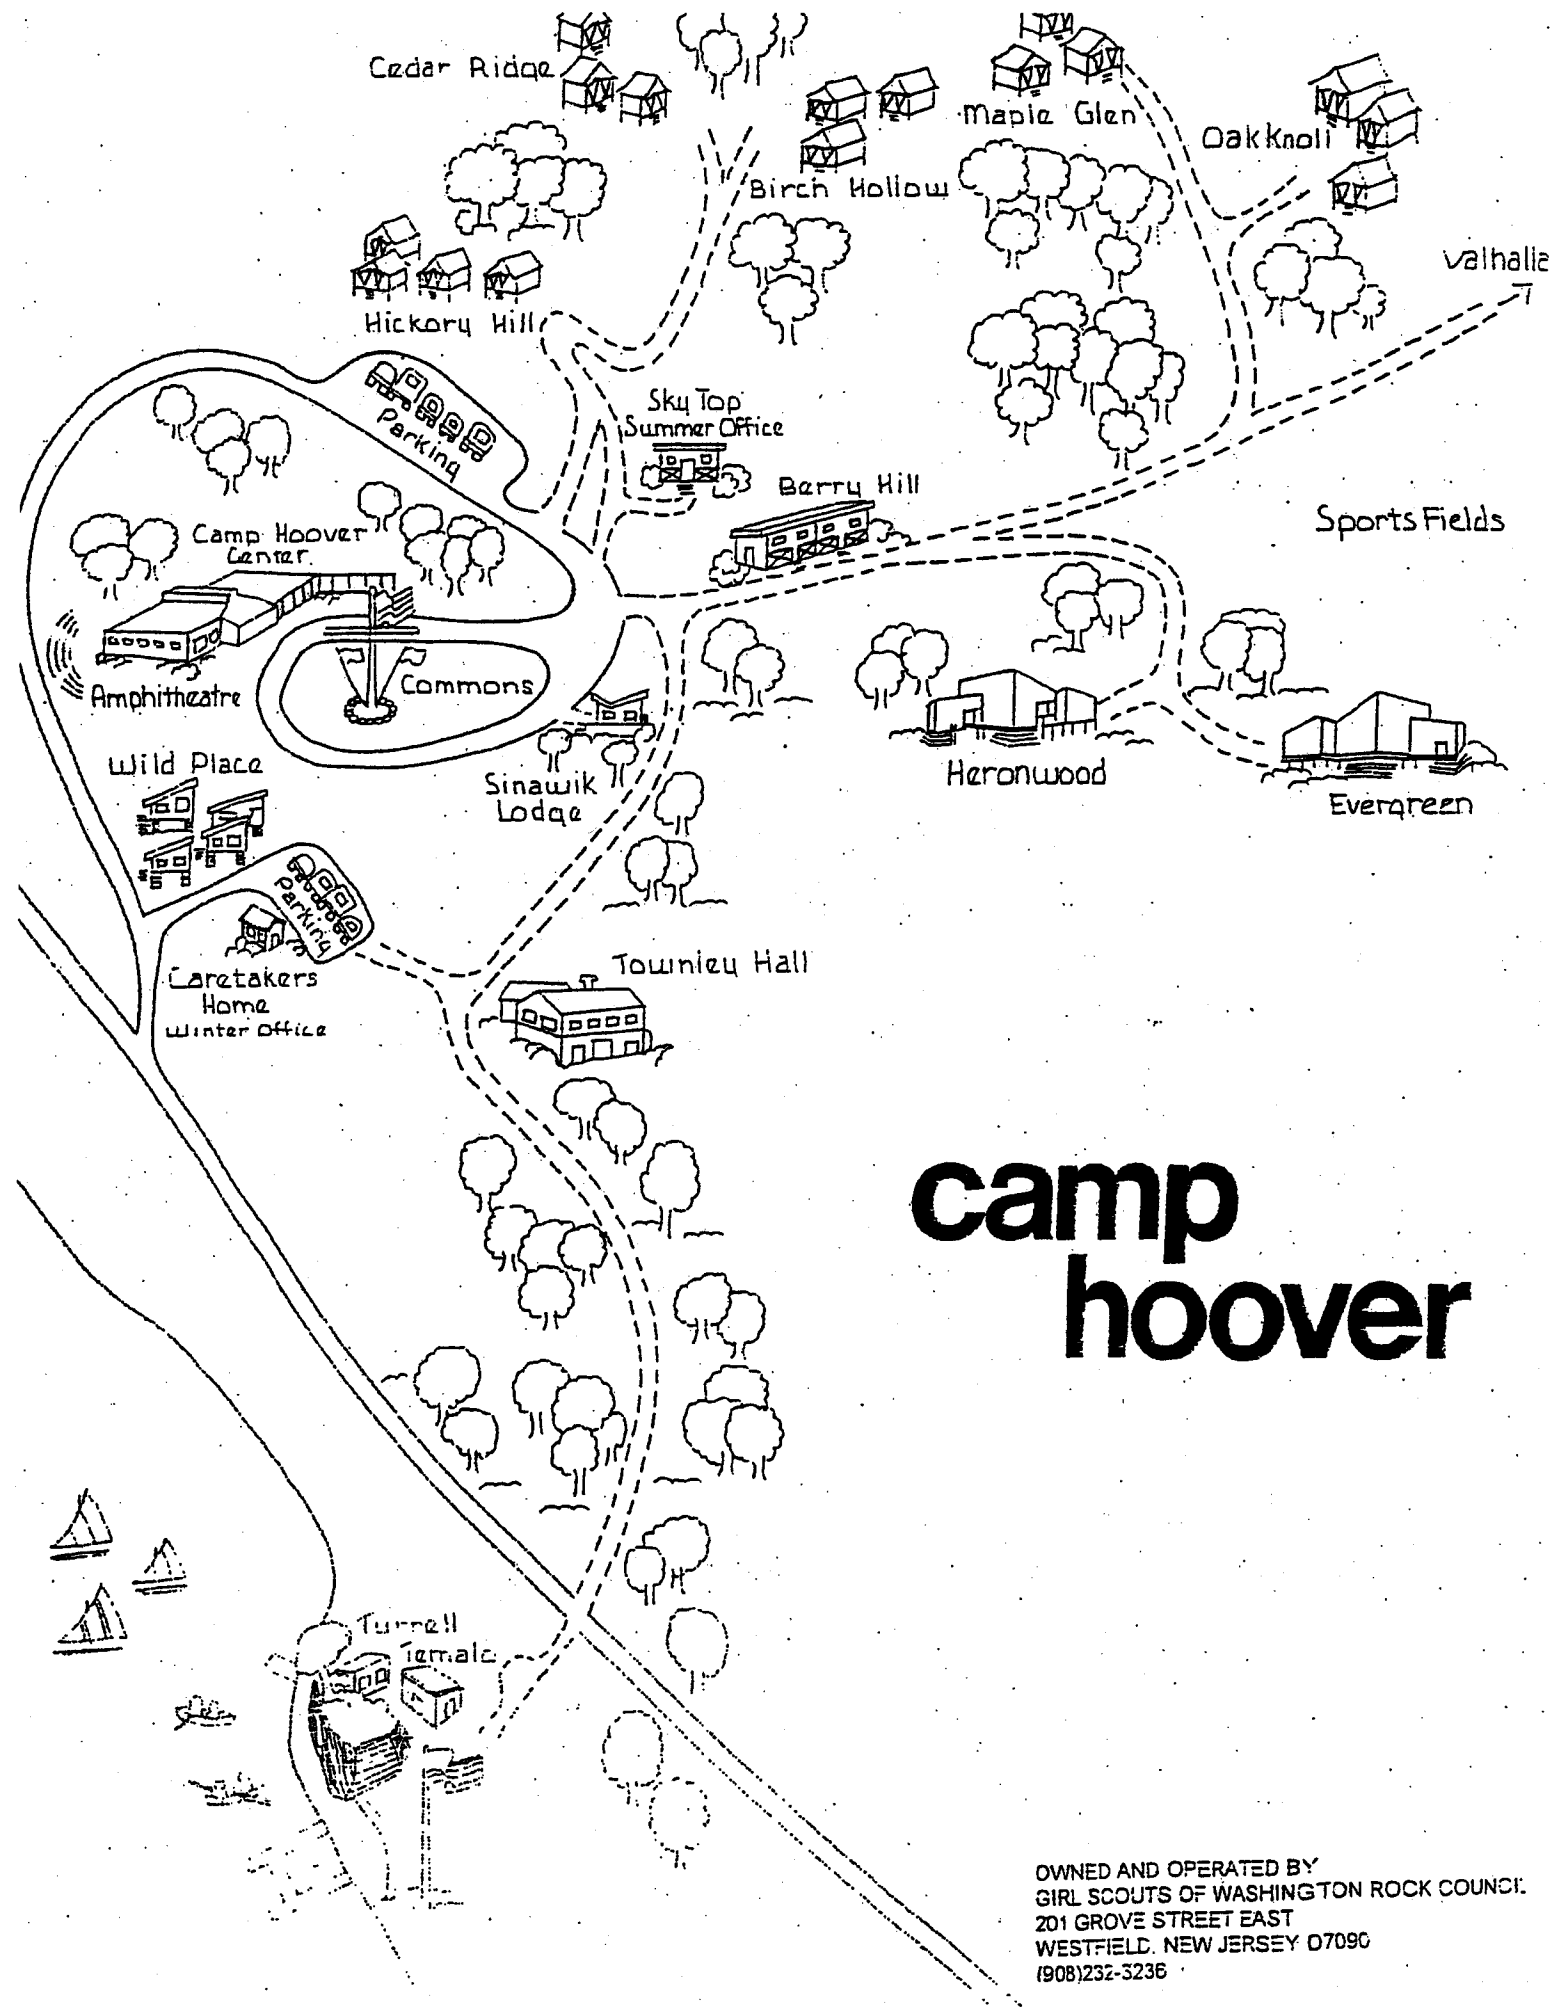 Cedar Ridge
Maple Glen
Oak Knoll
Birch Hollow
Valhalla
Hickory Hill
Parking
Sky Top
Summer Office
Berry Hill
Sports Fields
Camp Hoover
Center
Amphitheatre
Commons
Wild Place
Sinawik
Lodge
Heronwood
Evergreen
Parking
Caretakers
Home
Winter Office
Townley Hall
camp
hoover
Turrell
OWNED AND OPERATED BY
GIRL SCOUTS OF WASHINGTON ROCK COUNCIL
201 GROVE STREET EAST
WESTFIELD, NEW JERSEY 07090
(908)232-3236